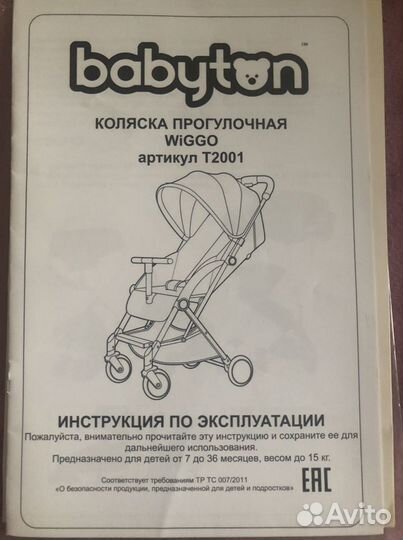 babyton
™
КОЛЯСКА ПРОГУЛОЧНАЯ
WiGGO
артикул T2001
ИНСТРУКЦИЯ ПО ЭКСПЛУАТАЦИИ
Пожалуйста, внимательно прочитайте эту инструкцию и сохраните ее для
дальнейшего использования.
Предназначено для детей от 7 до 36 месяцев, весом до 15 кг.
Соответствует требованиям ТР ТС 007/2011
«О безопасности продукции, предназначенной для детей и подростков»
EAC
Avito